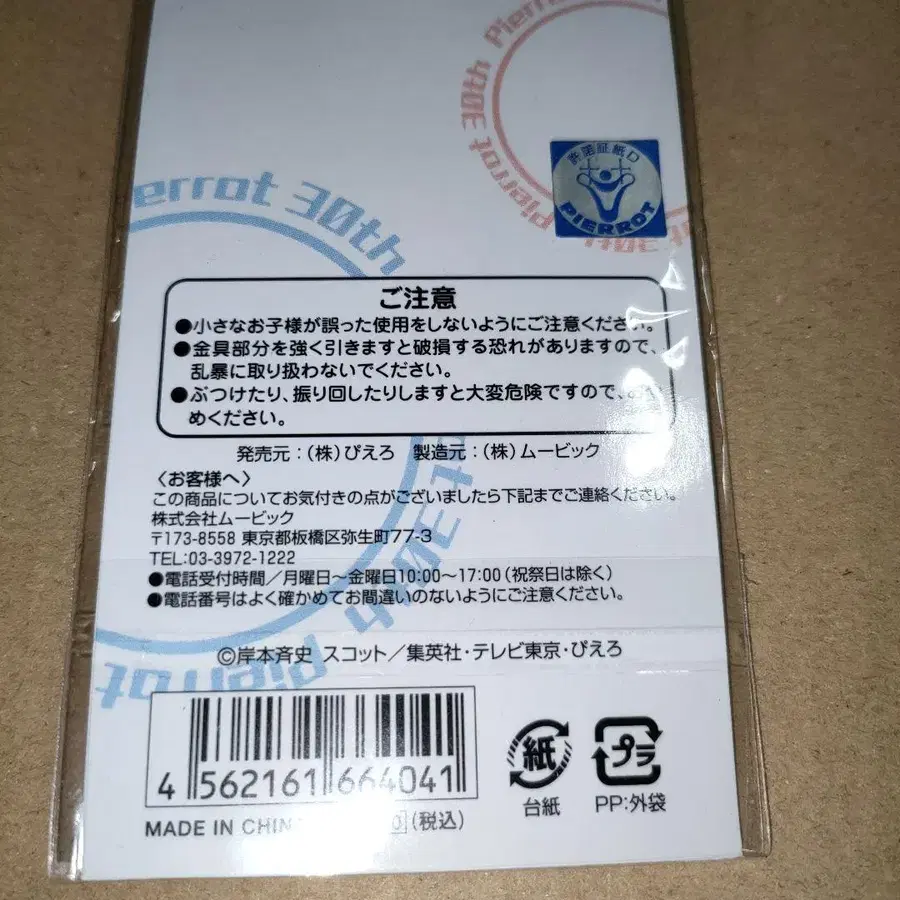 Pierrot 30th Pierrot 30th
Pierrot 30th
許諾証紙D
PIERROT
ご注意
●小さなお子様が誤った使用をしないようにご注意ください。
●金具部分を強く引きますと破損する恐れがありますので、
乱暴に取り扱わないでください。
●ぶつけたり、振り回したりしますと大変危険ですので、おや
めください。
発売元:(株)ぴえろ 製造元:(株)ムービック
〈お客様へ〉
この商品についてお気付きの点がございましたら下記までご連絡ください。
株式会社ムービック
〒173-8558 東京都板橋区弥生町77-3
TEL:03-3972-1222
●電話受付時間/月曜日～金曜日10:00～17:00(祝祭日は除く)
●電話番号はよく確かめてお間違いのないようにご注意ください。
©岸本斉史 スコット/集英社・テレビ東京・ぴえろ
4 562161 664041
MADE IN (税込)
紙
台紙
プラ
PP:外袋